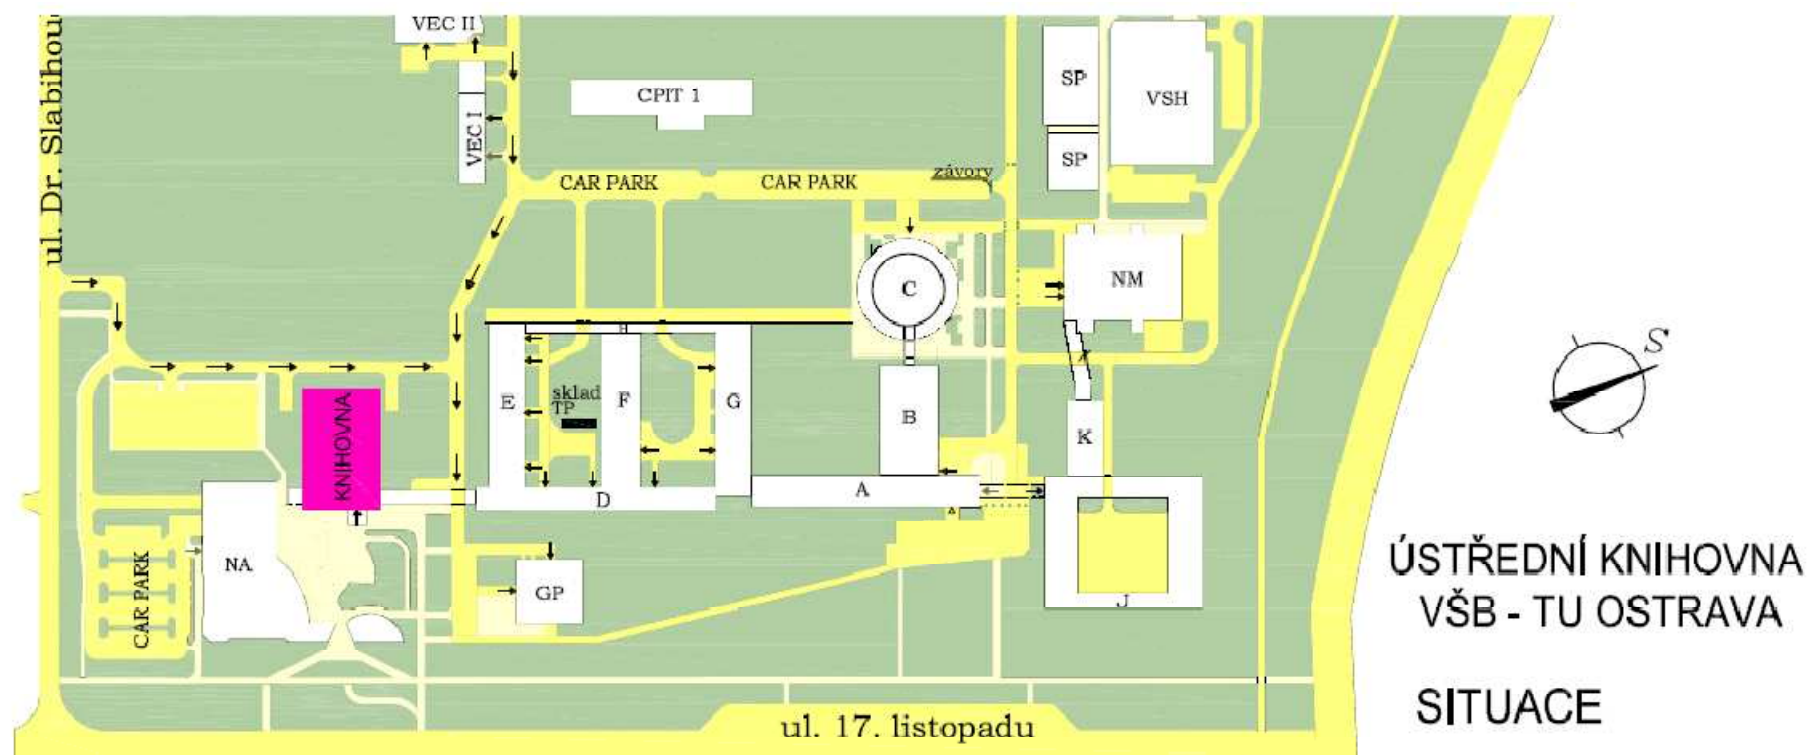 VEC II
ul. Dr. Slabihou
VEC I
CPIT 1
SP
VSH
SP
CAR PARK
CAR PARK
závory
C
NM
S
H
E
sklad
TP
F
G
B
K
KNIHOVNA
D
A
NA
CAR PARK
GP
J
ÚSTŘEDNÍ KNIHOVNA
VŠB - TU OSTRAVA
SITUACE
ul. 17. listopadu